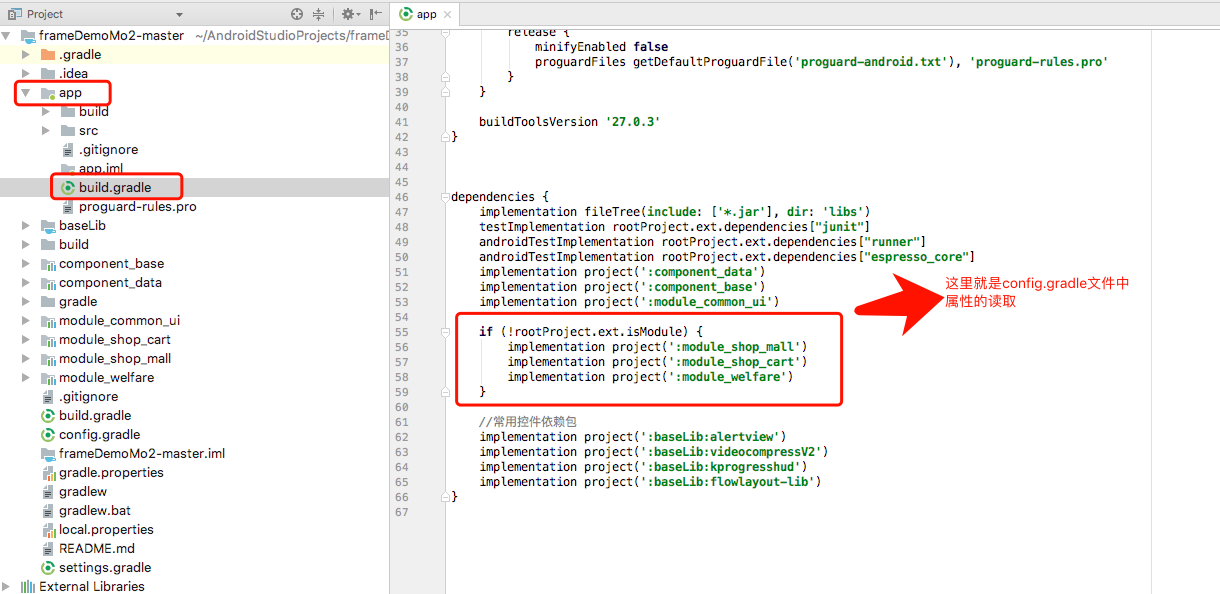 Project
app
frameDemoMo2-master ~/AndroidStudioProjects/frameD
.gradle
.idea
app
build
src
.gitignore
app.iml
build.gradle
proguard-rules.pro
baseLib
build
component_base
component_data
gradle
module_common_ui
module_shop_cart
module_shop_mall
module_welfare
.gitignore
build.gradle
config.gradle
frameDemoMo2-master.iml
gradle.properties
gradlew
gradlew.bat
local.properties
README.md
settings.gradle
External Libraries
35 release {
36 minifyEnabled false
37 proguardFiles getDefaultProguardFile('proguard-android.txt'), 'proguard-rules.pro'
38 }
39 }
40
41 buildToolsVersion '27.0.3'
42 }
43
44
45
46 dependencies {
47 implementation fileTree(include: ['*.jar'], dir: 'libs')
48 testImplementation rootProject.ext.dependencies["junit"]
49 androidTestImplementation rootProject.ext.dependencies["runner"]
50 androidTestImplementation rootProject.ext.dependencies["espresso_core"]
51 implementation project(':component_data')
52 implementation project(':component_base')
53 implementation project(':module_common_ui')
54
55 if (!rootProject.ext.isModule) {
56 implementation project(':module_shop_mall')
57 implementation project(':module_shop_cart')
58 implementation project(':module_welfare')
59 }
60
61 //常用控件依赖包
62 implementation project(':baseLib:alertview')
63 implementation project(':baseLib:videocompressV2')
64 implementation project(':baseLib:kprogresshud')
65 implementation project(':baseLib:flowlayout-lib')
66 }
67
这里就是config.gradle文件中
属性的读取